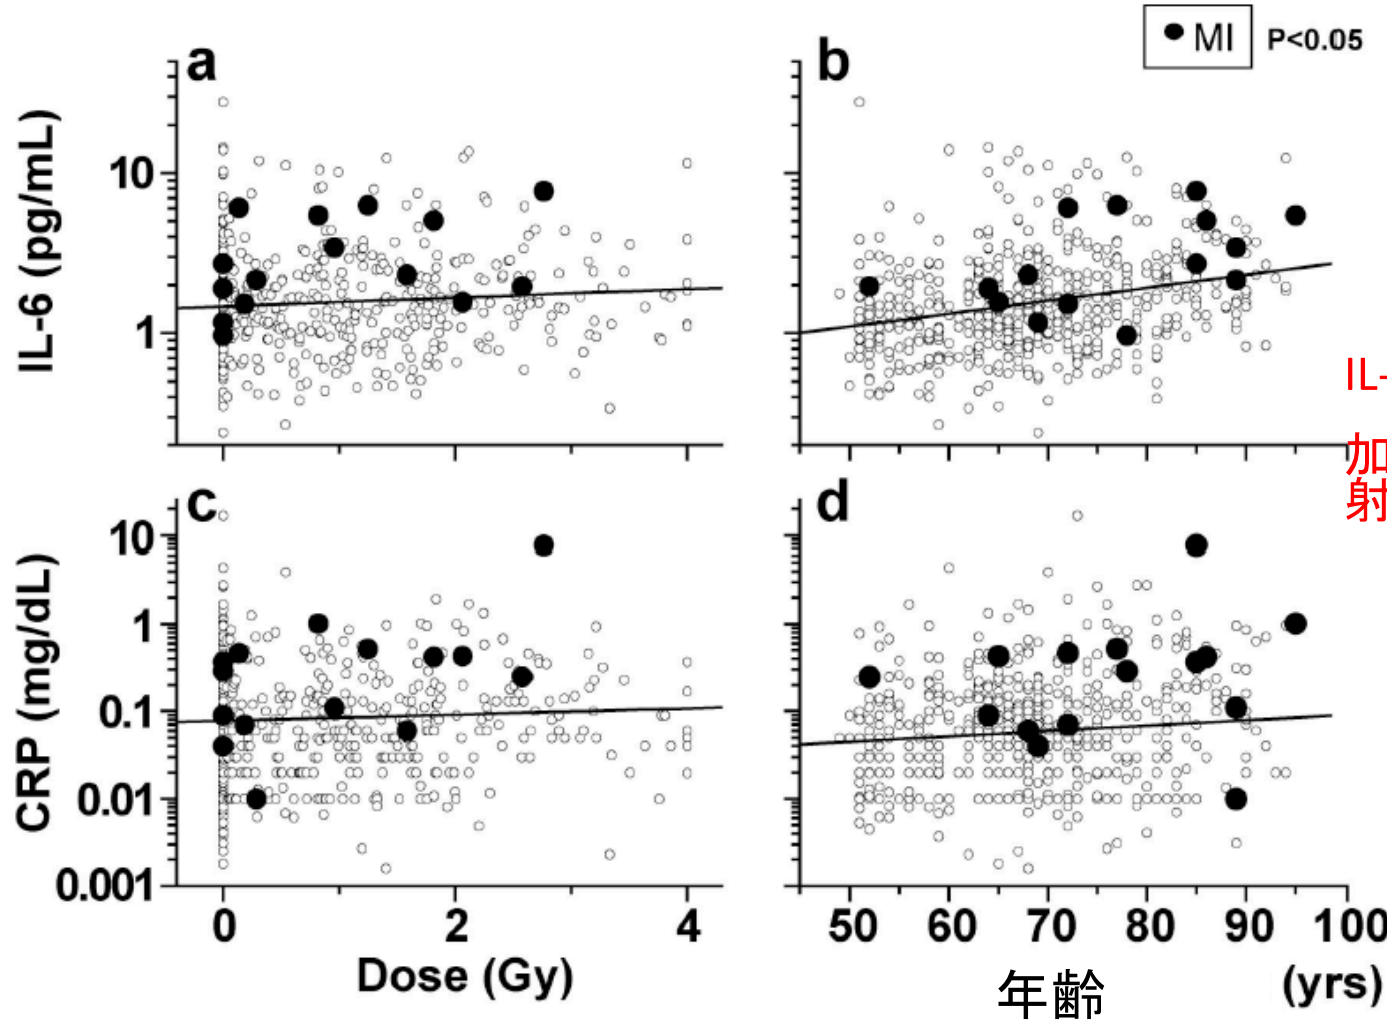 MI P<0.05
a
b
IL-6 (pg/mL)
10
1
IL-
加
射
c
d
CRP (mg/dL)
10
1
0.1
0.01
0.001
0 2 4
50 60 70 80 90 100
Dose (Gy)
年齢 (yrs)